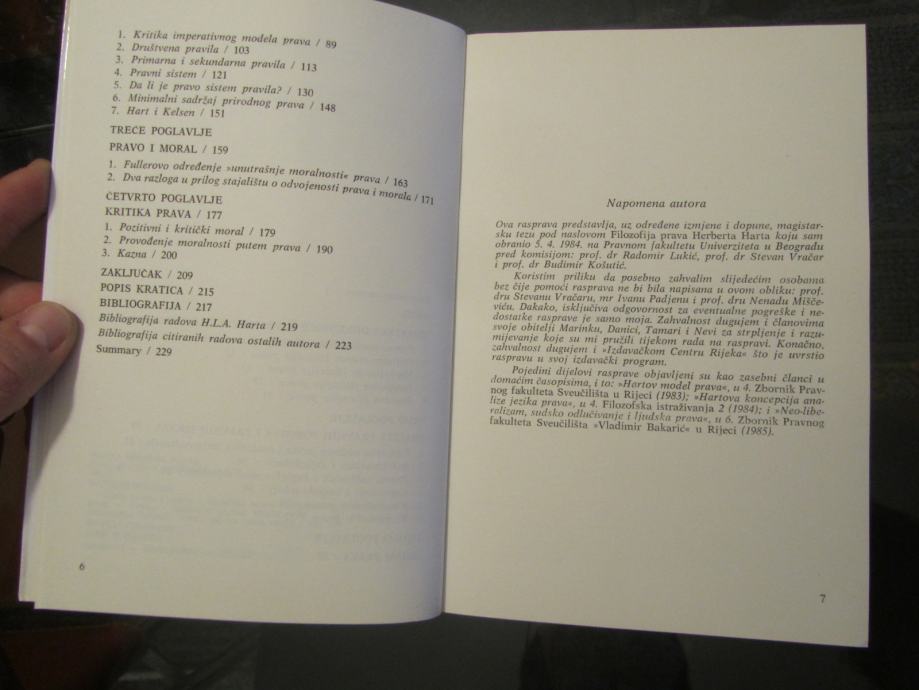 1. Kritika imperativnog modela prava / 89
2. Društvena pravila / 103
3. Primarna i sekundarna pravila / 113
4. Pravni sistem / 121
5. Da li je pravo sistem pravila? / 130
6. Minimalni sadržaj prirodnog prava / 148
7. Hart i Kelsen / 151
TREĆE POGLAVLJE
PRAVO I MORAL / 159
1. Fullerovo određenje »unutrašnje moralnosti« prava / 163
2. Dva razloga u prilog stajalištu o odvojenosti prava i morala / 171
ČETVRTO POGLAVLJE
KRITIKA PRAVA / 177
1. Pozitivni i kritički moral / 179
2. Provođenje moralnosti putem prava / 190
3. Kazna / 200
ZAKLJUČAK / 209
POPIS KRATICA / 215
BIBLIOGRAFIJA / 217
Bibliografija radova H.L.A. Harta / 219
Bibliografija citiranih radova ostalih autora / 223
Summary / 229
6
Napomena autora
Ova rasprava predstavlja, uz određene izmjene i dopune, magistar-
sku tezu pod naslovom Filozofija prava Herberta Harta koju sam
obranio 5. 4. 1984. na Pravnom fakultetu Univerziteta u Beogradu
pred komisijom: prof. dr Radomir Lukić, prof. dr Stevan Vračar
i prof. dr Budimir Košutić.
Koristim priliku da posebno zahvalim slijedećim osobama
bez čije pomoći rasprava ne bi bila napisana u ovom obliku: prof.
dru Stevanu Vračaru, mr Ivanu Padjenu i prof. dru Nenadu Mišče-
viću. Dakako, isključiva odgovornost za eventualne pogreške i ne-
dostatke rasprave je samo moja. Zahvalnost dugujem i članovima
svoje obitelji Marinku, Danici, Tamari i Nevi za strpljenje i razu-
mijevanje koje su mi pružili tijekom rada na raspravi. Konačno,
zahvalnost dugujem i »Izdavačkom Centru Rijeka« što je uvrstio
raspravu u svoj izdavački program.
Pojedini dijelovi rasprave objavljeni su kao zasebni članci u
domaćim časopisima, i to: »Hartov model prava«, u 4. Zbornik Prav-
nog fakulteta Sveučilišta u Rijeci (1983); »Hartova koncepcija ana-
lize jezika prava«, u 4. Filozofska istraživanja 2 (1984); i »Neo-libe-
ralizam, sudsko odlučivanje i ljudska prava«, u 6. Zbornik Pravnog
fakulteta Sveučilišta »Vladimir Bakarić« u Rijeci (1985).
7